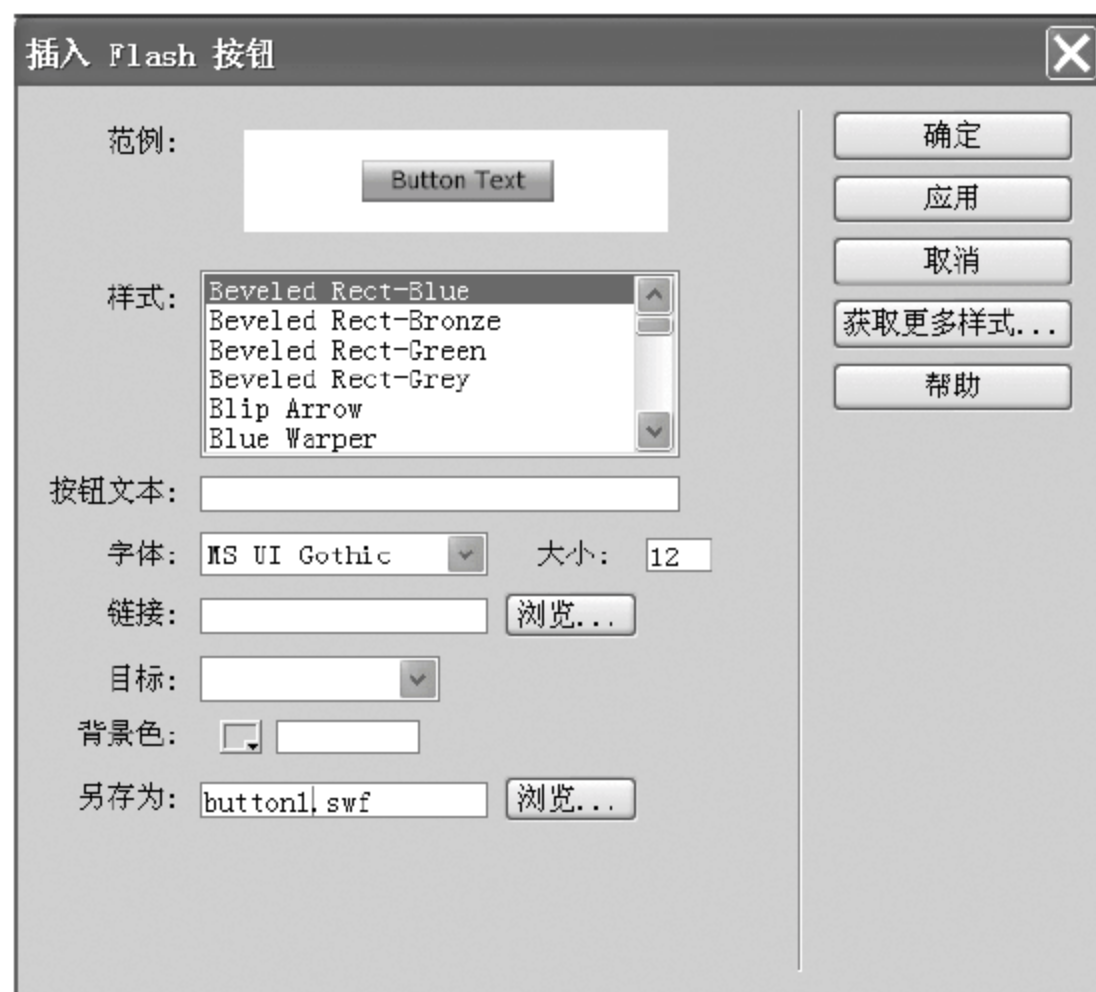 插入 Flash 按钮
范例:
Button Text
样式:
Beveled Rect-Blue
Beveled Rect-Bronze
Beveled Rect-Green
Beveled Rect-Grey
Blip Arrow
Blue Warper
按钮文本:
字体: MS UI Gothic 大小: 12
链接: 浏览...
目标:
背景色:
另存为: button1.swf 浏览...
确定
应用
取消
获取更多样式...
帮助